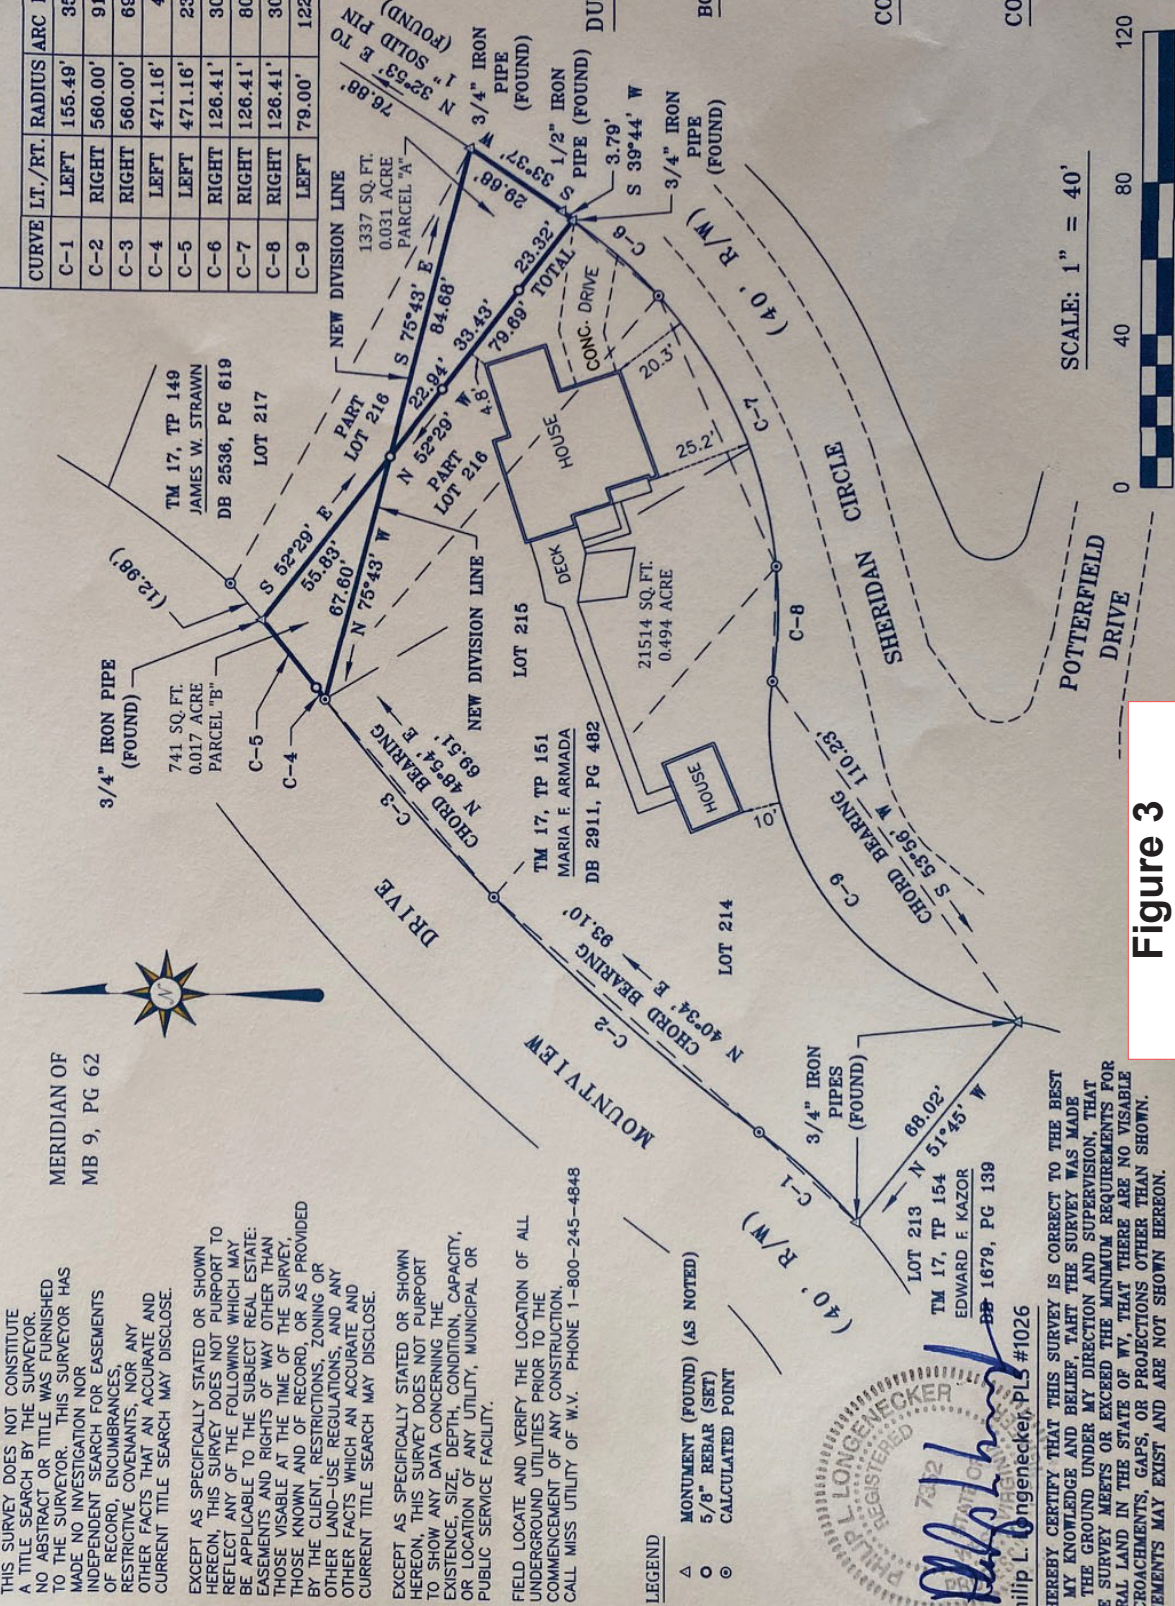 THIS SURVEY DOES NOT CONSTITUTE
A TITLE SEARCH BY THE SURVEYOR.
NO ABSTRACT OR TITLE WAS FURNISHED
TO THE SURVEYOR. THIS SURVEYOR HAS
MADE NO INVESTIGATION NOR
INDEPENDENT SEARCH FOR EASEMENTS
OF RECORD, ENCUMBRANCES,
RESTRICTIVE COVENANTS, NOR ANY
OTHER FACTS THAT AN ACCURATE AND
CURRENT TITLE SEARCH MAY DISCLOSE.
EXCEPT AS SPECIFICALLY STATED OR SHOWN
HEREON, THIS SURVEY DOES NOT PURPORT TO
REFLECT ANY OF THE FOLLOWING WHICH MAY
BE APPLICABLE TO THE SUBJECT REAL ESTATE:
EASEMENTS AND RIGHTS OF WAY OTHER THAN
THOSE VISABLE AT THE TIME OF THE SURVEY,
THOSE KNOWN AND OF RECORD, OR AS PROVIDED
BY THE CLIENT, RESTRICTIONS, ZONING OR
OTHER LAND-USE REGULATIONS, AND ANY
OTHER FACTS WHICH AN ACCURATE AND
CURRENT TITLE SEARCH MAY DISCLOSE.
EXCEPT AS SPECIFICALLY STATED OR SHOWN
HEREON, THIS SURVEY DOES NOT PURPORT
TO SHOW ANY DATA CONCERNING THE
EXISTENCE, SIZE, DEPTH, CONDITION, CAPACITY,
OR LOCATION OF ANY UTILITY, MUNICIPAL OR
PUBLIC SERVICE FACILITY.
FIELD LOCATE AND VERIFY THE LOCATION OF ALL
UNDERGROUND UTILITIES PRIOR TO THE
COMMENCEMENT OF ANY CONSTRUCTION.
CALL MISS UTILITY OF W.V. PHONE 1-800-245-4848
LEGEND
△ MONUMENT (FOUND) (AS NOTED)
○ 5/8" REBAR (SET)
⊙ CALCULATED POINT
MERIDIAN OF
MB 9, PG 62
N
CURVE LT./RT. RADIUS ARC
C-1 LEFT 155.49' 35
C-2 RIGHT 560.00' 91
C-3 RIGHT 560.00' 69
C-4 LEFT 471.16' 4
C-5 LEFT 471.16' 23
C-6 RIGHT 126.41' 30
C-7 RIGHT 126.41' 80
C-8 RIGHT 126.41' 30
C-9 LEFT 79.00' 122
3/4" IRON PIPE
(FOUND)
(12.98')
TM 17, TP 149
JAMES W. STRAWN
DB 2536, PG 619
LOT 217
741 SQ. FT.
0.017 ACRE
PARCEL "B"
C-5
C-4
S 52°29' E
55.83'
67.60'
N 75°43' W
NEW DIVISION LINE
PART
LOT 216
NEW DIVISION LINE
1337 SQ. FT.
0.031 ACRE
PARCEL "A"
S 75°43' E
84.68'
22.94'
33.43'
23.32'
79.69' TOTAL
N 52°29' W
PART
LOT 216
4.8'
76.88'
N 32°53' E TO
1" SOLID PIN
(FOUND)
3/4" IRON
PIPE
(FOUND)
29.68'
S 33°37' W
1/2" IRON
PIPE (FOUND)
3.79'
S 39°44' W
3/4" IRON
PIPE
(FOUND)
DU
BO
CO
CO
CONC. DRIVE
HOUSE
20.3'
25.2'
DECK
21514 SQ. FT.
0.494 ACRE
LOT 215
C-6
C-7
C-8
(40' R/W)
SHERIDAN CIRCLE
POTTERFIELD
DRIVE
SCALE: 1" = 40'
0 40 80 120
C-3
CHORD BEARING
N 48°54' E
69.51'
TM 17, TP 151
MARIA F. ARMADA
DB 2911, PG 482
HOUSE
10'
LOT 214
C-9
CHORD BEARING 110.23'
S 53°56' W
C-2
CHORD BEARING 93.10'
N 40°34' E
MOUNTVIEW DRIVE
(40' R/W)
C-1
3/4" IRON
PIPES
(FOUND)
68.02'
N 51°45' W
LOT 213
TM 17, TP 154
EDWARD F. KAZOR
DB 1679, PG 139
PHILIP L. LONGENECKER
REGISTERED
STATE OF
hilip L. Longenecker, PLS #1026
HEREBY CERTIFY THAT THIS SURVEY IS CORRECT TO THE BEST
MY KNOWLEDGE AND BELIEF, TAHT THE SURVEY WAS MADE
THE GROUND UNDER MY DIRECTION AND SUPERVISION, THAT
E SURVEY MEETS OR EXCEED THE MINIMUM REQUIREMENTS FOR
RAL LAND IN THE STATE OF WV, THAT THERE ARE NO VISABLE
CROACHMENTS, GAPS, OR PROJECTIONS OTHER THAN SHOWN.
EMENTS MAY EXIST AND ARE NOT SHOWN HEREON.
Figure 3